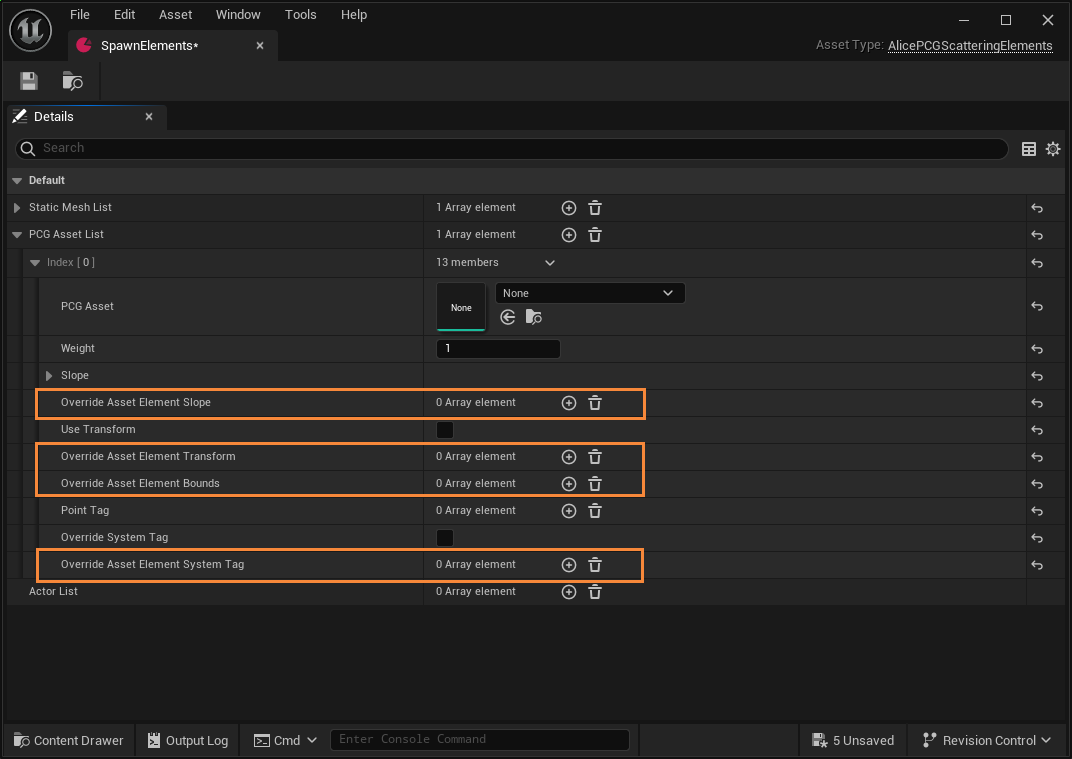 File Edit Asset Window Tools Help
SpawnElements*
Asset Type: AlicePCGScatteringElements
Details
Search
Default
Static Mesh List 1 Array element
PCG Asset List 1 Array element
Index [ 0 ] 13 members
PCG Asset None None
Weight 1
Slope
Override Asset Element Slope 0 Array element
Use Transform
Override Asset Element Transform 0 Array element
Override Asset Element Bounds 0 Array element
Point Tag 0 Array element
Override System Tag
Override Asset Element System Tag 0 Array element
Actor List 0 Array element
Content Drawer Output Log Cmd Enter Console Command 5 Unsaved Revision Control